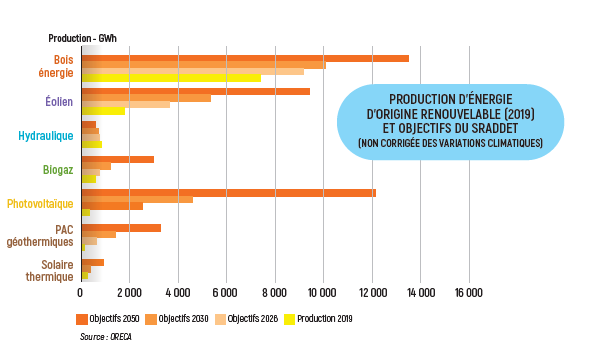 Production - GWh
Bois
énergie
Éolien
Hydraulique
Biogaz
Photovoltaïque
PAC
géothermiques
Solaire
thermique
PRODUCTION D'ÉNERGIE
D'ORIGINE RENOUVELABLE (2019)
ET OBJECTIFS DU SRADDET
(NON CORRIGÉE DES VARIATIONS CLIMATIQUES)
0 2 000 4 000 6 000 8 000 10 000 12 000 14 000 16 000
Objectifs 2050 Objectifs 2030 Objectifs 2026 Production 2019
Source : ORECA